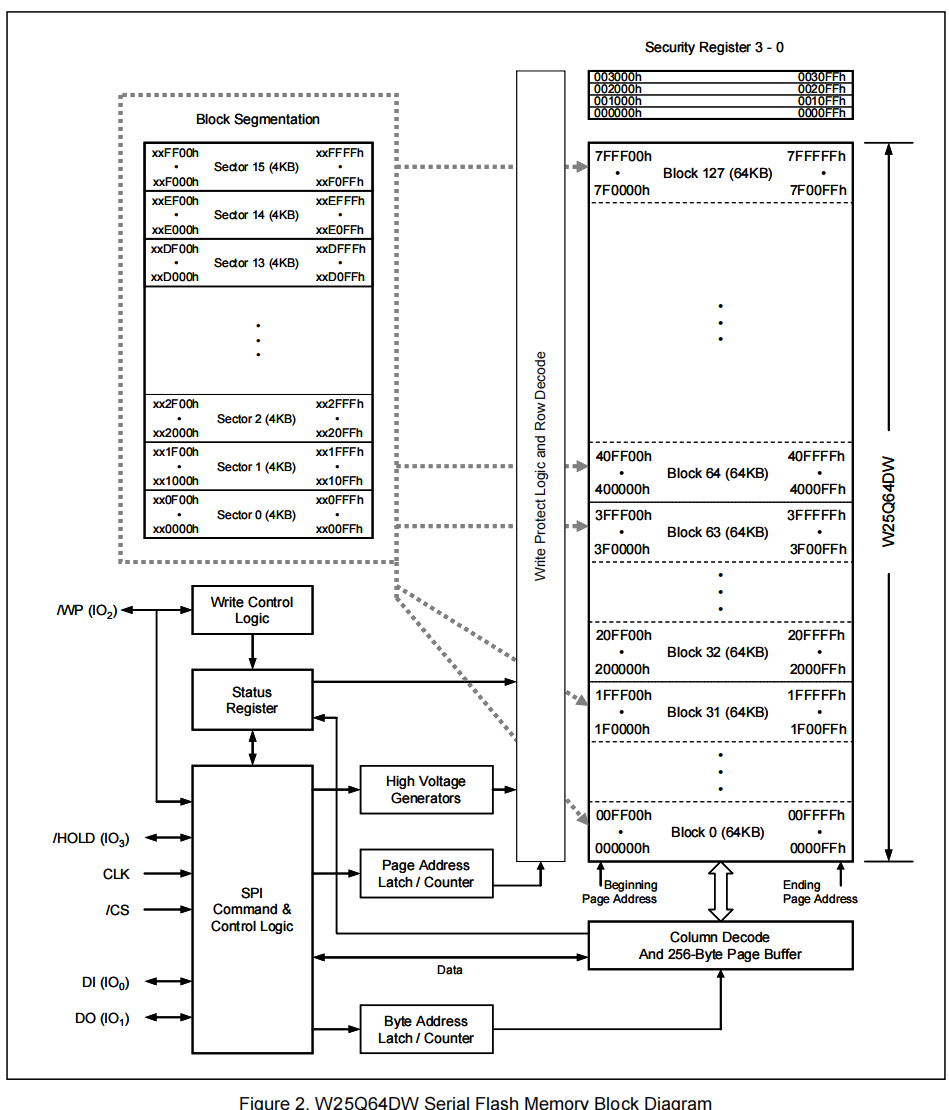 Security Register 3 - 0
003000h 0030FFh
002000h 0020FFh
001000h 0010FFh
000000h 0000FFh
Block Segmentation
xxFF00h xxFFFFh
• Sector 15 (4KB) •
xxF000h xxF0FFh
xxEF00h xxEFFFh
• Sector 14 (4KB) •
xxE000h xxE0FFh
xxDF00h xxDFFFh
• Sector 13 (4KB) •
xxD000h xxD0FFh
xx2F00h xx2FFFh
• Sector 2 (4KB) •
xx2000h xx20FFh
xx1F00h xx1FFFh
• Sector 1 (4KB) •
xx1000h xx10FFh
xx0F00h xx0FFFh
• Sector 0 (4KB) •
xx0000h xx00FFh
Write Protect Logic and Row Decode
7FFF00h 7FFFFFh
• Block 127 (64KB) •
7F0000h 7F00FFh
40FF00h 40FFFFh
• Block 64 (64KB) •
400000h 4000FFh
3FFF00h 3FFFFFh
• Block 63 (64KB) •
3F0000h 3F00FFh
20FF00h 20FFFFh
• Block 32 (64KB) •
200000h 2000FFh
1FFF00h 1FFFFFh
• Block 31 (64KB) •
1F0000h 1F00FFh
00FF00h 00FFFFh
• Block 0 (64KB) •
000000h 0000FFh
W25Q64DW
Beginning
Page Address
Ending
Page Address
/WP (IO2)
Write Control
Logic
Status
Register
High Voltage
Generators
/HOLD (IO3)
CLK
/CS
DI (IO0)
DO (IO1)
SPI
Command &
Control Logic
Page Address
Latch / Counter
Column Decode
And 256-Byte Page Buffer
Data
Byte Address
Latch / Counter
Figure 2. W25Q64DW Serial Flash Memory Block Diagram